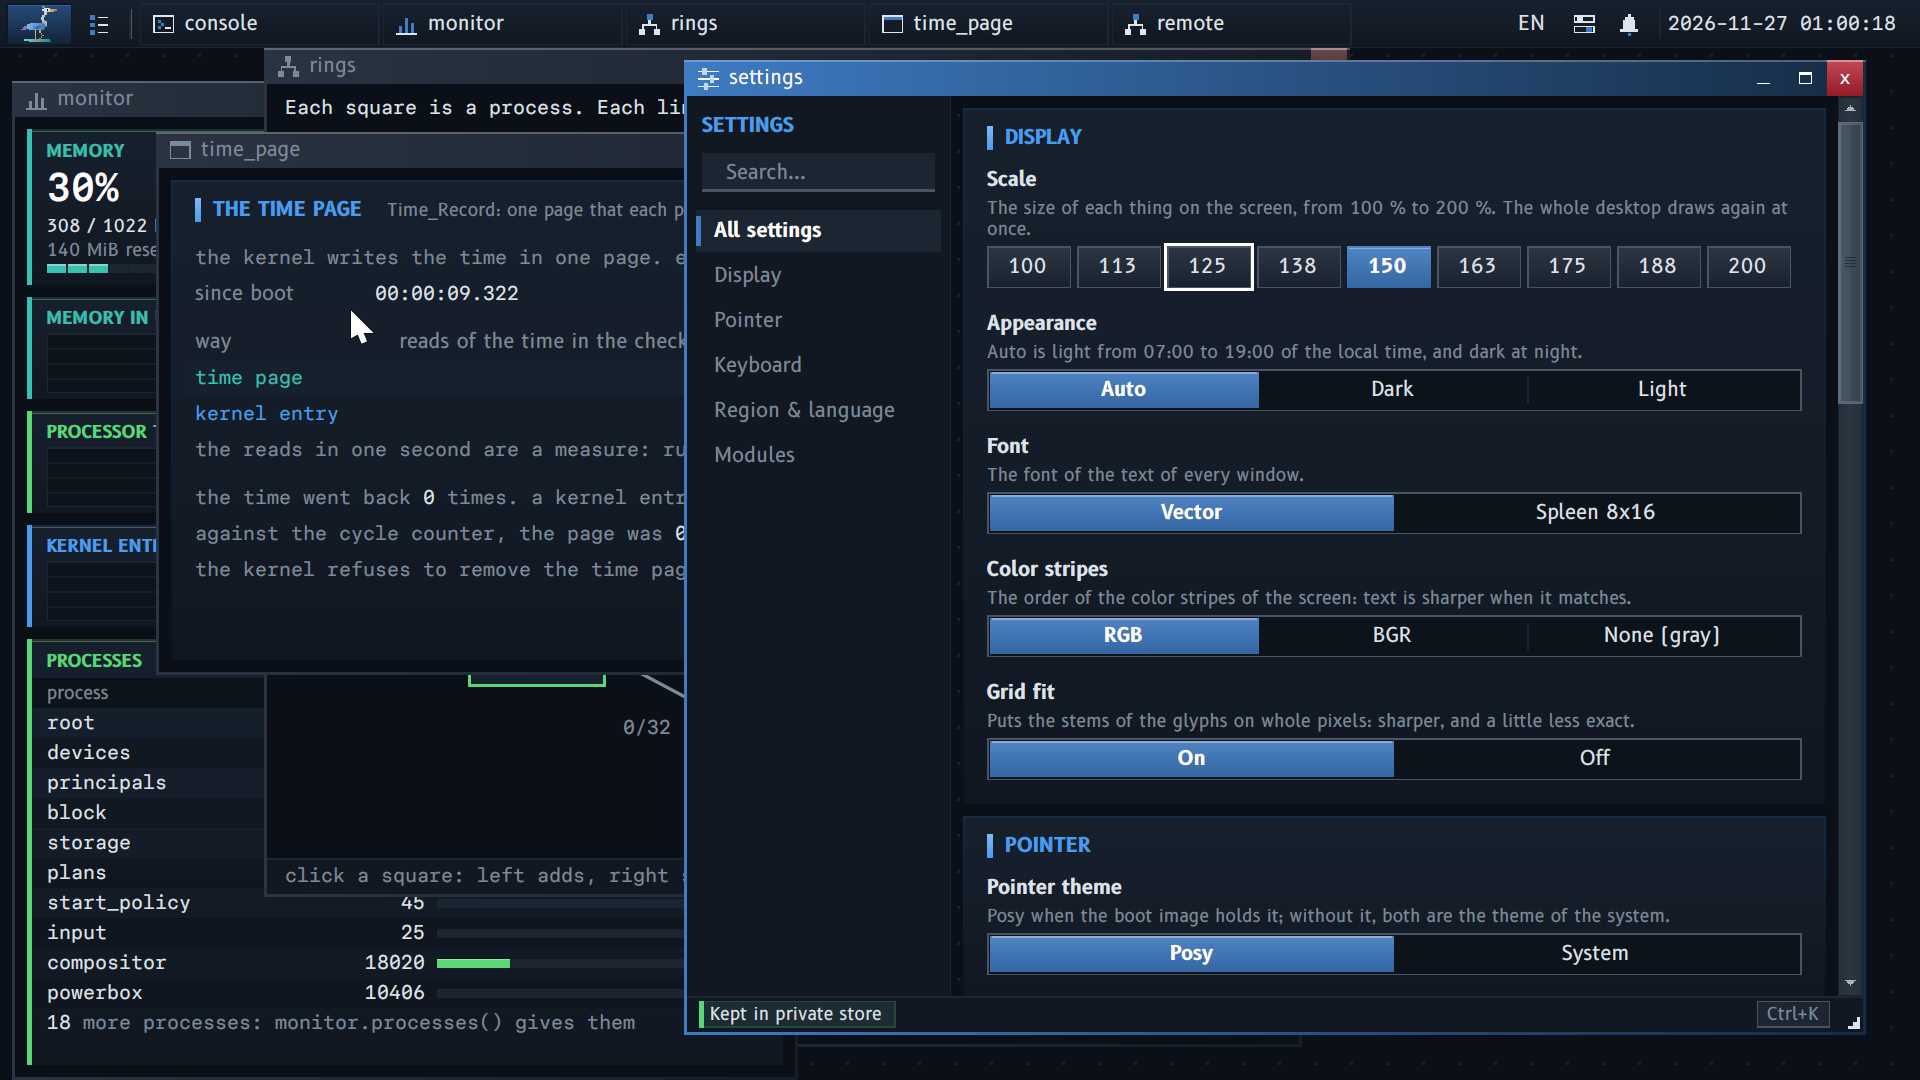 console
monitor
rings
time_page
remote
EN
2026-11-27 01:00:18
monitor
MEMORY
30%
308 / 1022
140 MiB
MEMORY IN
PROCESSOR
KERNEL
PROCESSES
process
root
devices
principals
block
storage
plans
start_policy 45
input 25
compositor 18020
powerbox 10406
18 more processes: monitor.processes() gives them
rings
Each square is a process. Each
0/32
click a square: left adds, right
time_page
THE TIME PAGE Time_Record: one page that each
the kernel writes the time in one page.
since boot 00:00:09.322
way reads of the time in the check
time page
kernel entry
the reads in one second are a measure:
the time went back 0 times. a kernel
against the cycle counter, the page was
the kernel refuses to remove the time
settings
x
SETTINGS
Search...
All settings
Display
Pointer
Keyboard
Region & language
Modules
DISPLAY
Scale
The size of each thing on the screen, from 100 % to 200 %. The whole desktop draws again at
once.
100 113 125 138 150 163 175 188 200
Appearance
Auto is light from 07:00 to 19:00 of the local time, and dark at night.
Auto Dark Light
Font
The font of the text of every window.
Vector Spleen 8x16
Color stripes
The order of the color stripes of the screen: text is sharper when it matches.
RGB BGR None (gray)
Grid fit
Puts the stems of the glyphs on whole pixels: sharper, and a little less exact.
On Off
POINTER
Pointer theme
Posy when the boot image holds it; without it, both are the theme of the system.
Posy System
Kept in private store
Ctrl+K